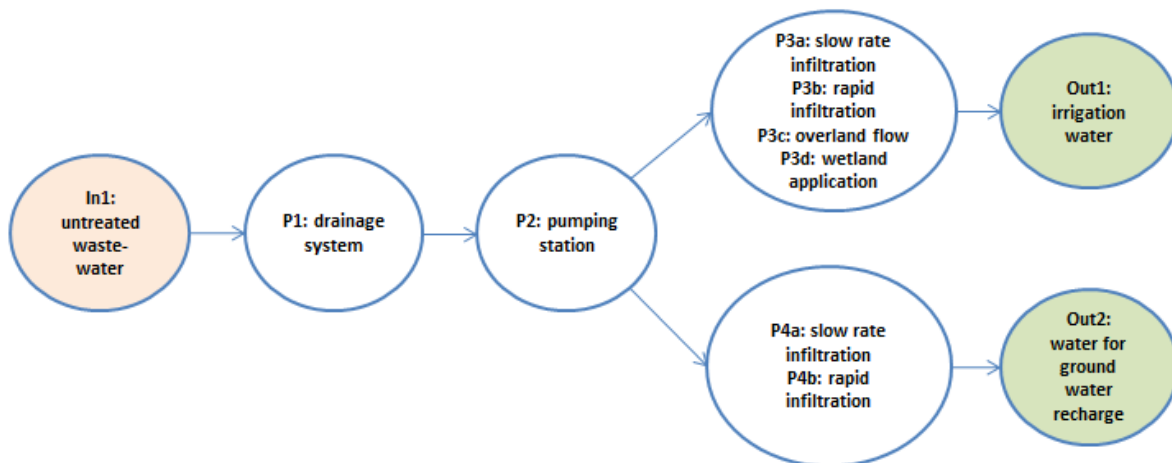 In1:
untreated
waste-
water
P1: drainage
system
P2: pumping
station
P3a: slow rate
infiltration
P3b: rapid
infiltration
P3c: overland flow
P3d: wetland
application
Out1:
irrigation
water
P4a: slow rate
infiltration
P4b: rapid
infiltration
Out2:
water for
ground
water
recharge